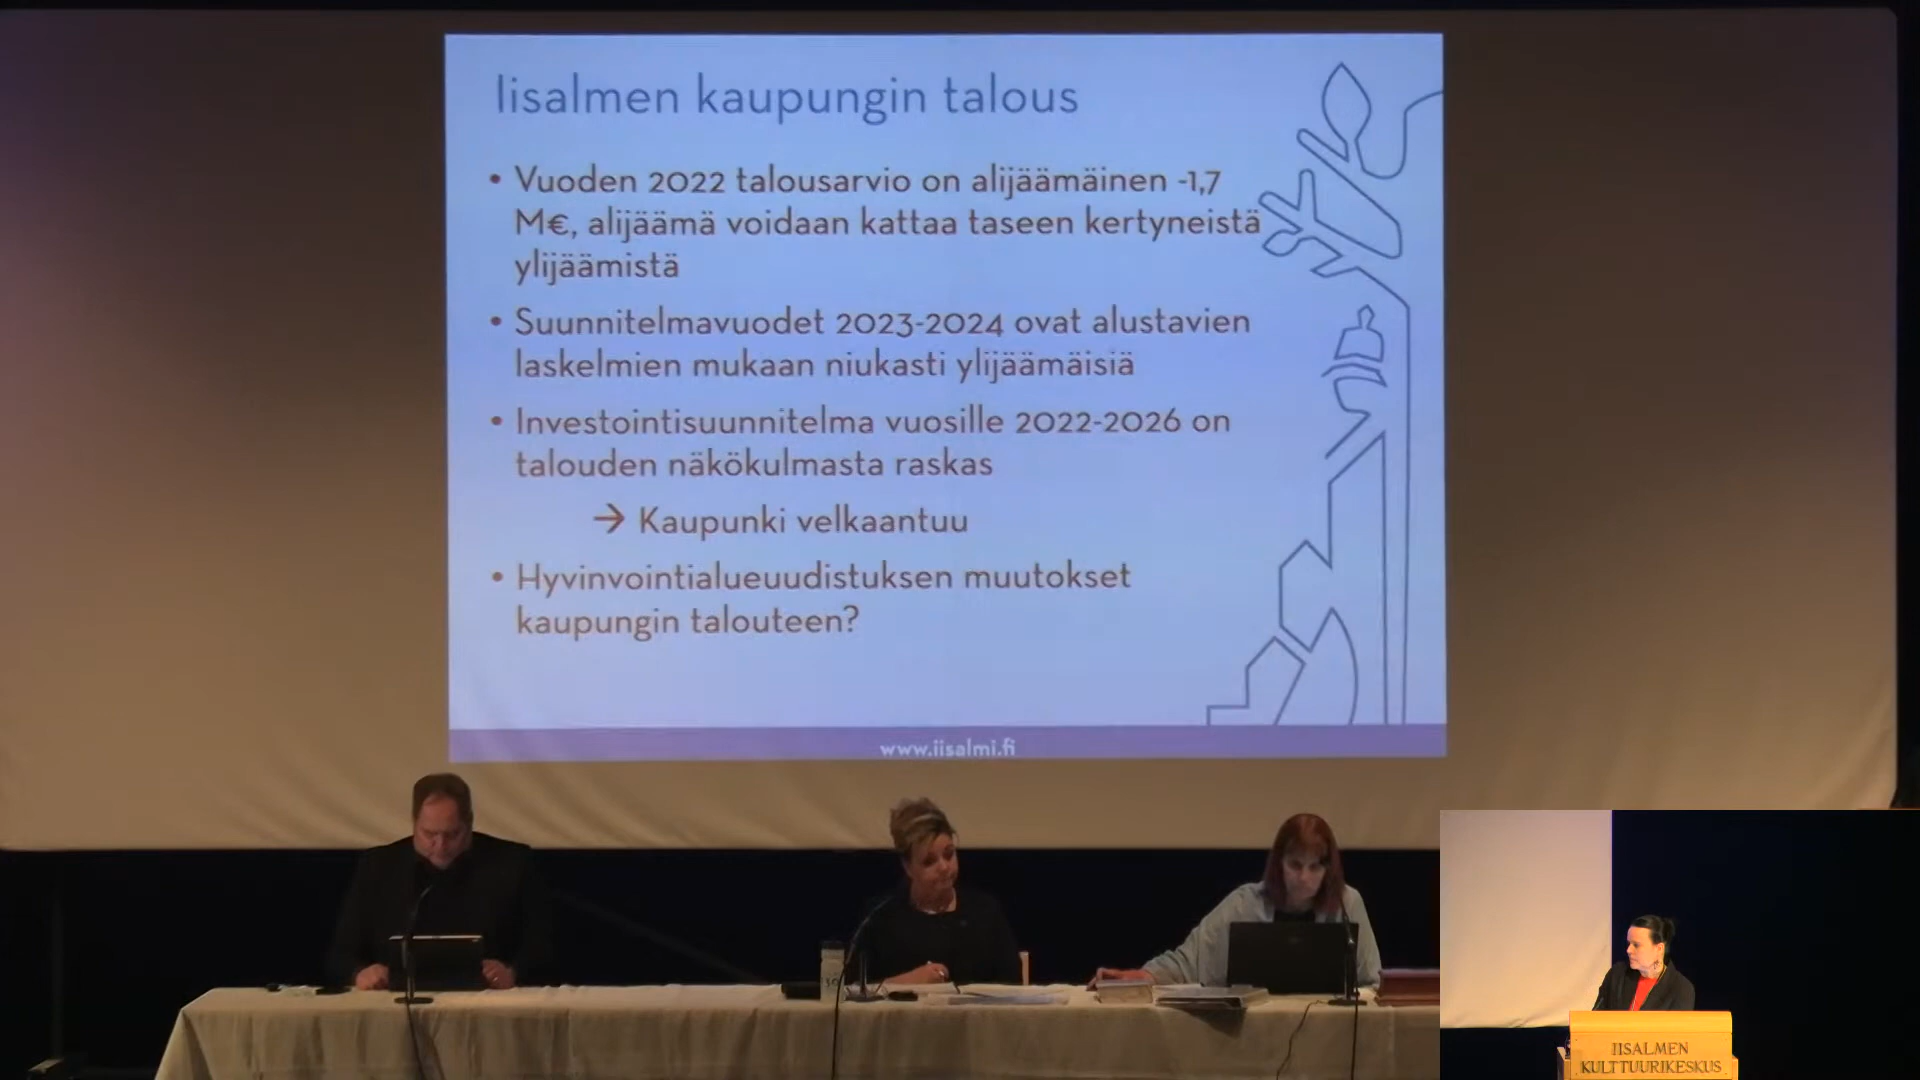 Iisalmen kaupungin talous
• Vuoden 2022 talousarvio on alijäämäinen -1,7
M€, alijäämä voidaan kattaa taseen kertyneistä
ylijäämistä
• Suunnitelmavuodet 2023-2024 ovat alustavien
laskelmien mukaan niukasti ylijäämäisiä
• Investointisuunnitelma vuosille 2022-2026 on
talouden näkökulmasta raskas
→ Kaupunki velkaantuu
• Hyvinvointialueuudistuksen muutokset
kaupungin talouteen?
www.iisalmi.fi
IISALMEN
KULTTUURIKESKUS